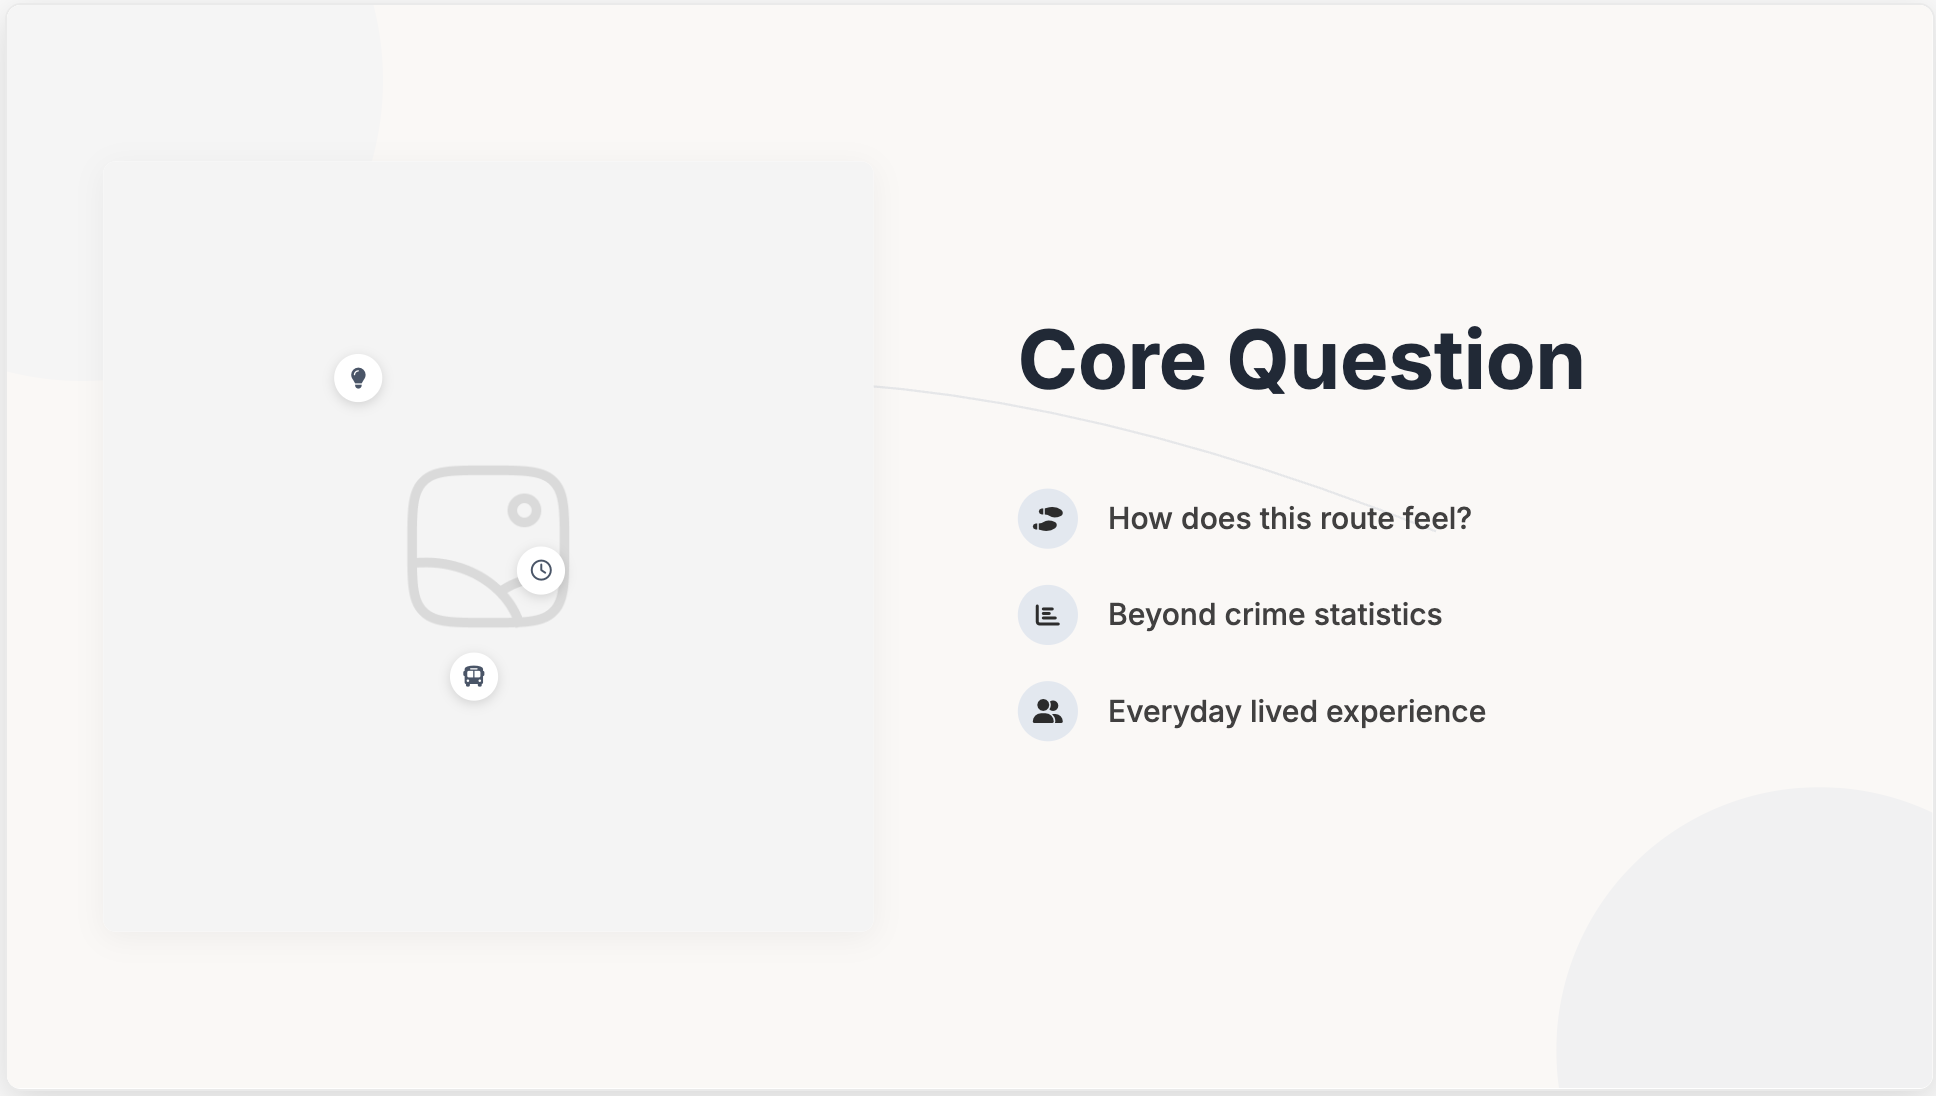 Core Question
How does this route feel?
Beyond crime statistics
Everyday lived experience